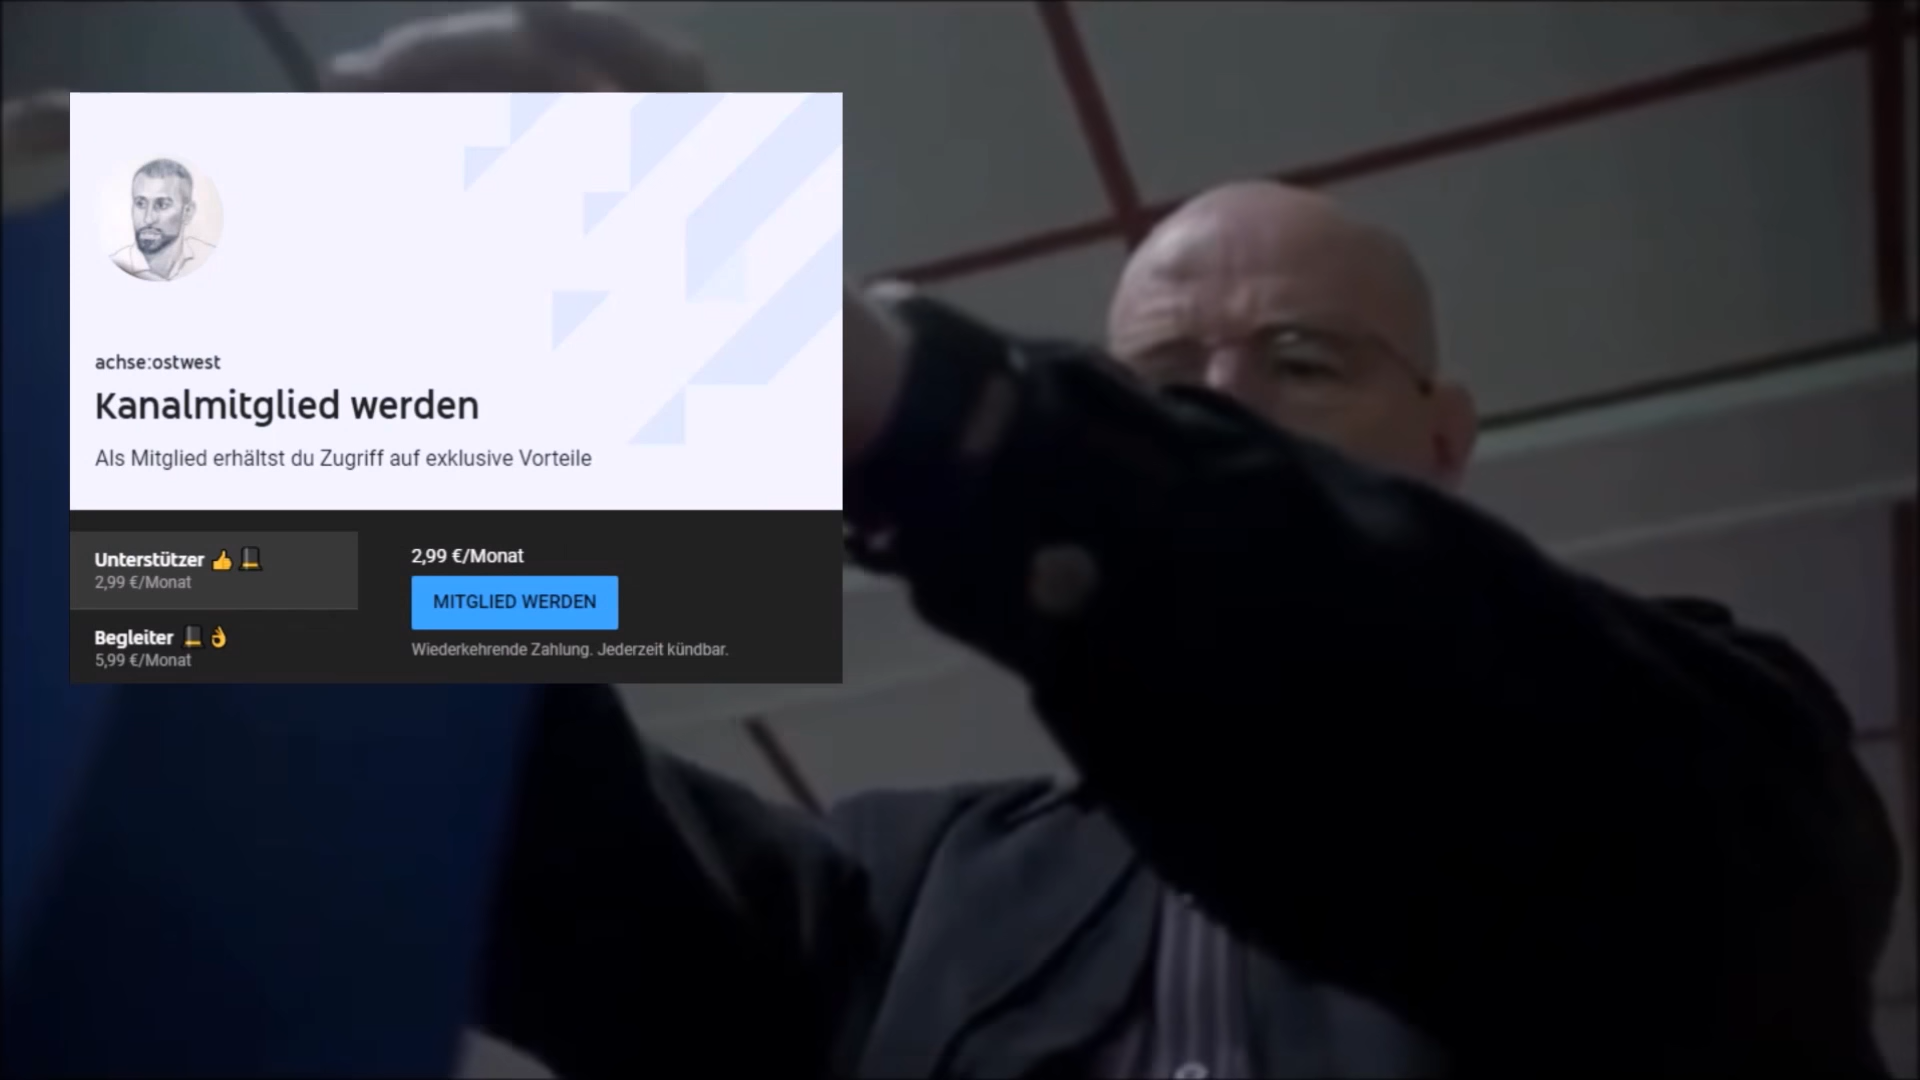 achse:ostwest
Kanalmitglied werden
Als Mitglied erhältst du Zugriff auf exklusive Vorteile
Unterstützer 👍🎩
2,99 €/Monat
Begleiter 🎩👌
5,99 €/Monat
2,99 €/Monat
MITGLIED WERDEN
Wiederkehrende Zahlung. Jederzeit kündbar.